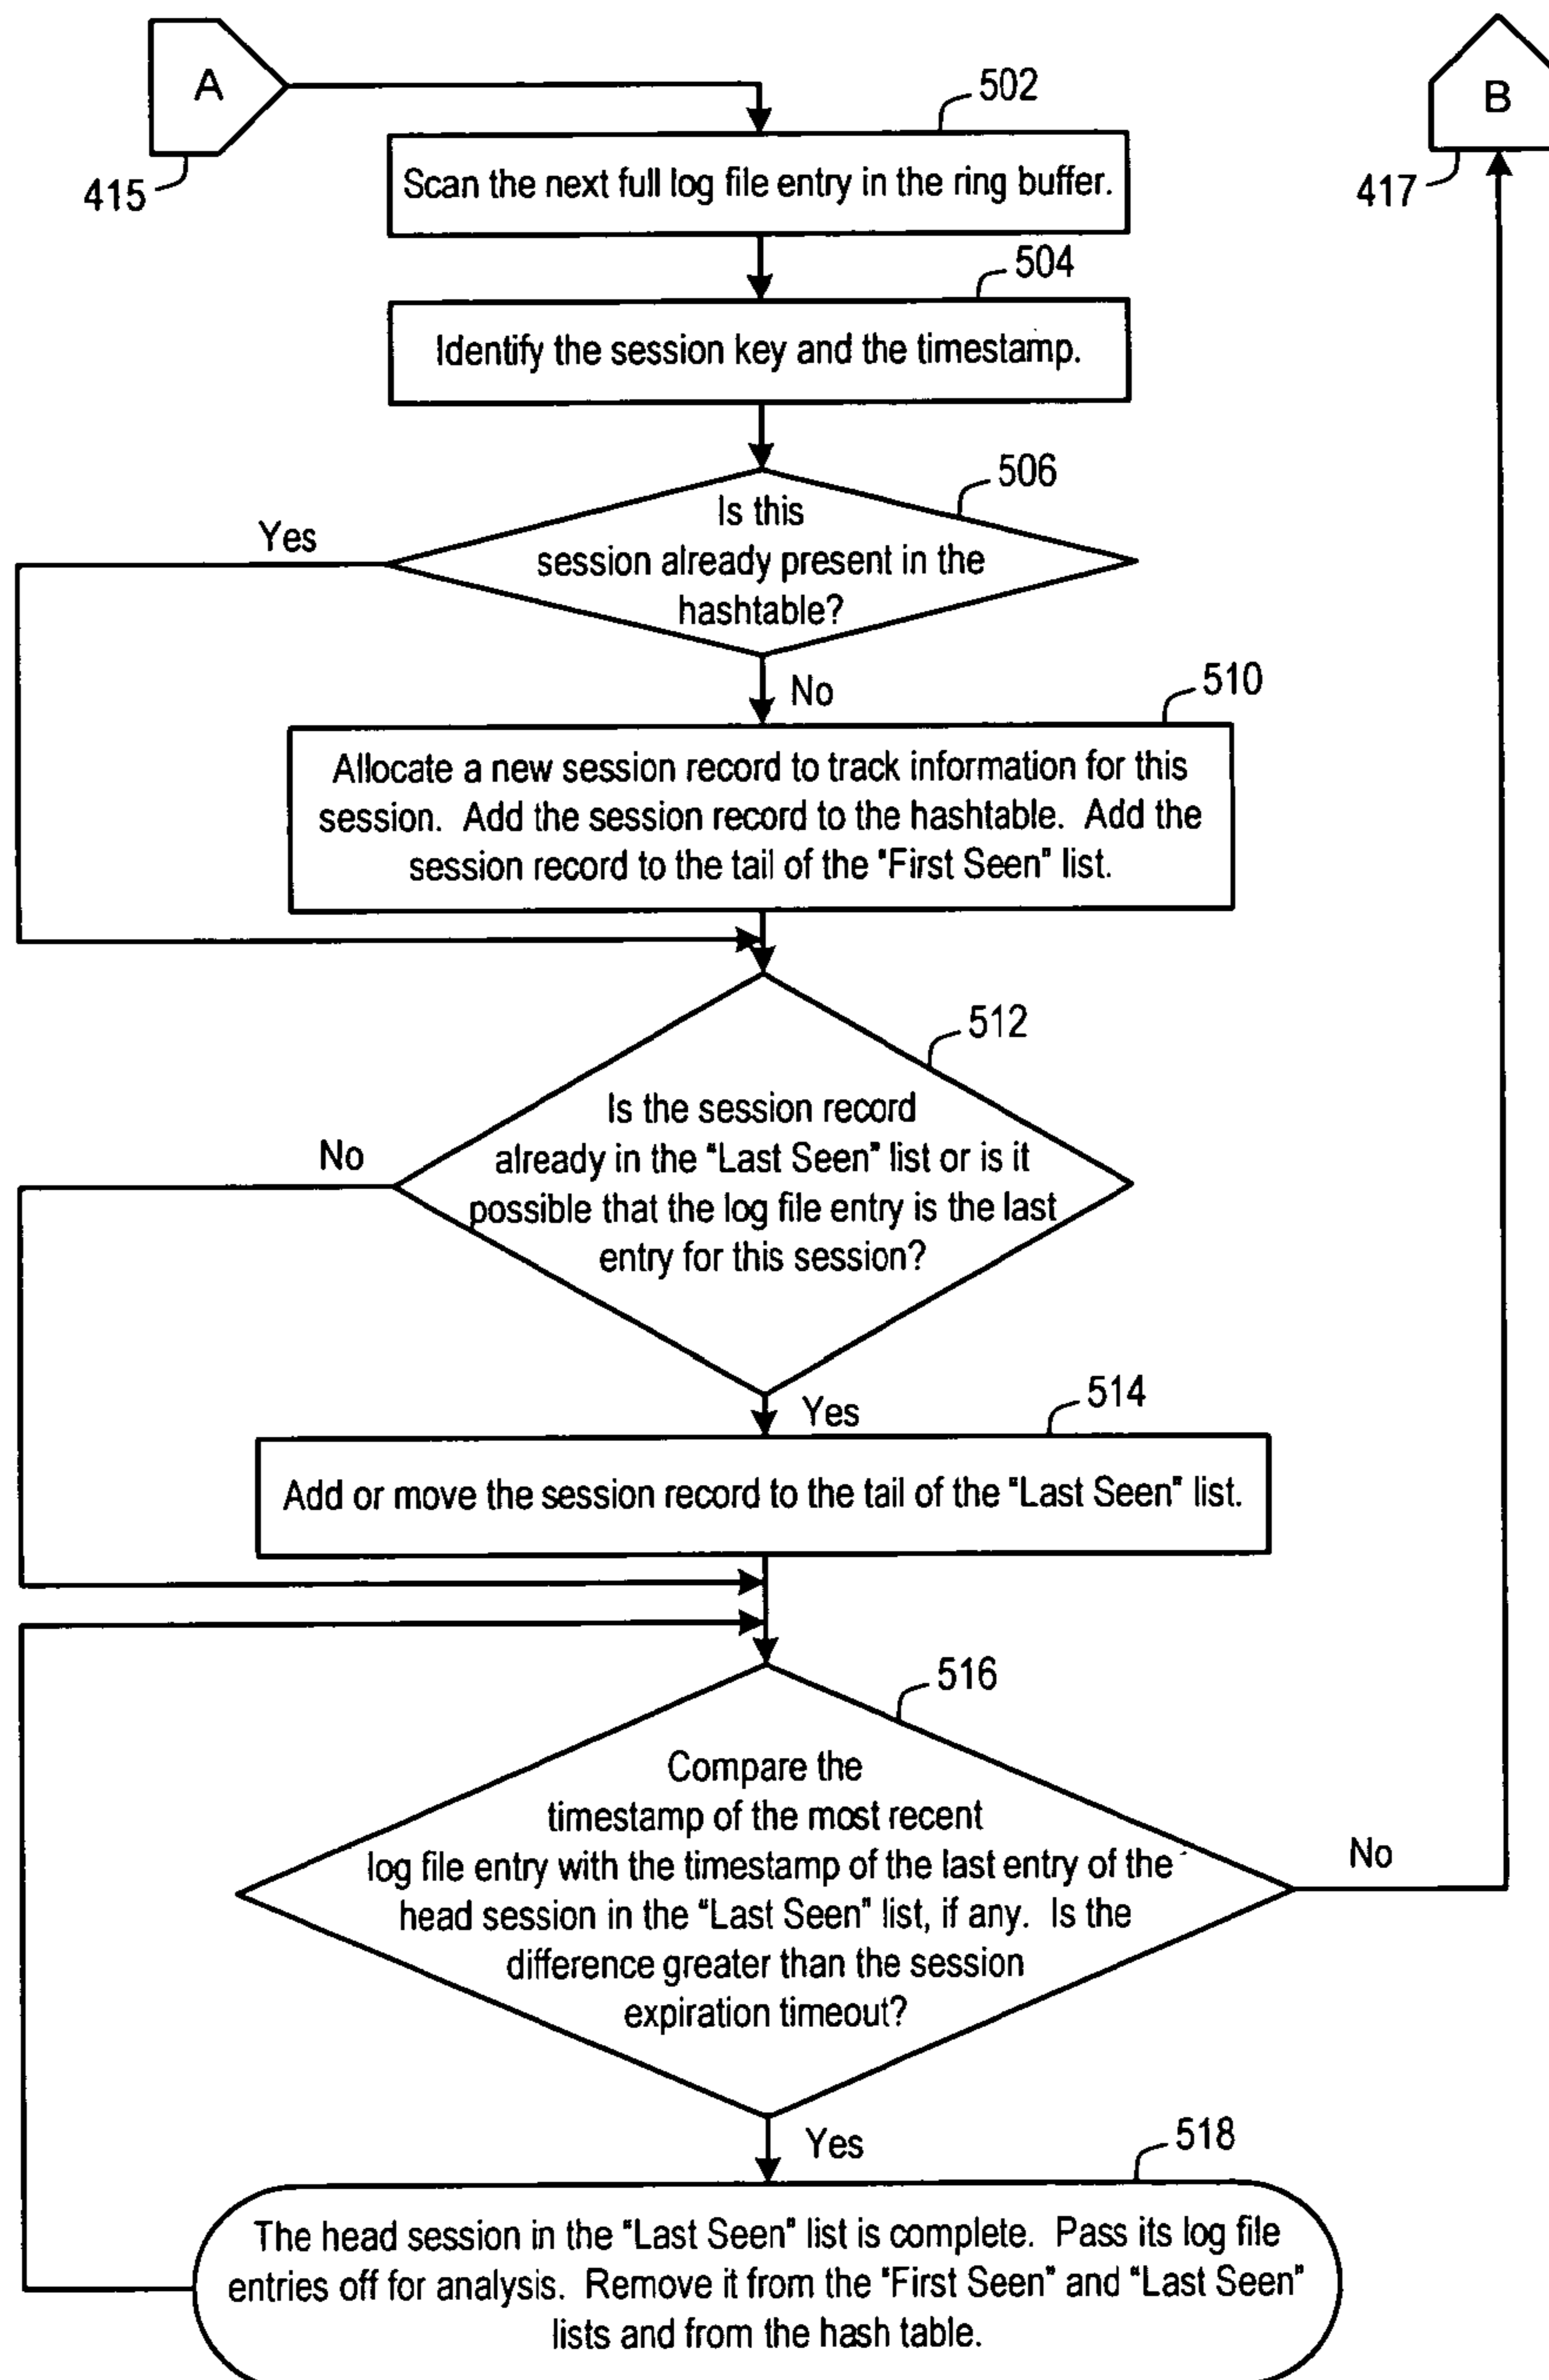 A
502
B
415
Scan the next full log file entry in the ring buffer.
417
504
Identify the session key and the timestamp.
506
Yes
Is this
session already present in the
hashtable?
No
510
Allocate a new session record to track information for this
session. Add the session record to the hashtable. Add the
session record to the tail of the "First Seen" list.
512
No
Is the session record
already in the "Last Seen" list or is it
possible that the log file entry is the last
entry for this session?
Yes
514
Add or move the session record to the tail of the "Last Seen" list.
516
Compare the
timestamp of the most recent
log file entry with the timestamp of the last entry of the
head session in the "Last Seen" list, if any. Is the
difference greater than the session
expiration timeout?
No
Yes
518
The head session in the "Last Seen" list is complete. Pass its log file
entries off for analysis. Remove it from the "First Seen" and "Last Seen"
lists and from the hash table.